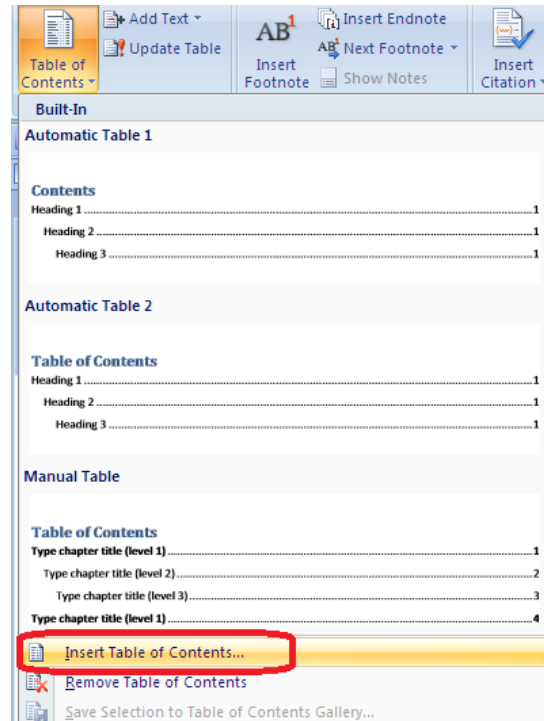 Table of Contents
Add Text
Update Table
AB1
Insert Footnote
Insert Endnote
AB1 Next Footnote
Show Notes
Insert Citation
Built-In
Automatic Table 1
Contents
Heading 1 ........ 1
Heading 2 ........ 1
Heading 3 ........ 1
Automatic Table 2
Table of Contents
Heading 1 ........ 1
Heading 2 ........ 1
Heading 3 ........ 1
Manual Table
Table of Contents
Type chapter title (level 1) ........ 1
Type chapter title (level 2) ........ 2
Type chapter title (level 3) ........ 3
Type chapter title (level 1) ........ 4
Insert Table of Contents...
Remove Table of Contents
Save Selection to Table of Contents Gallery...